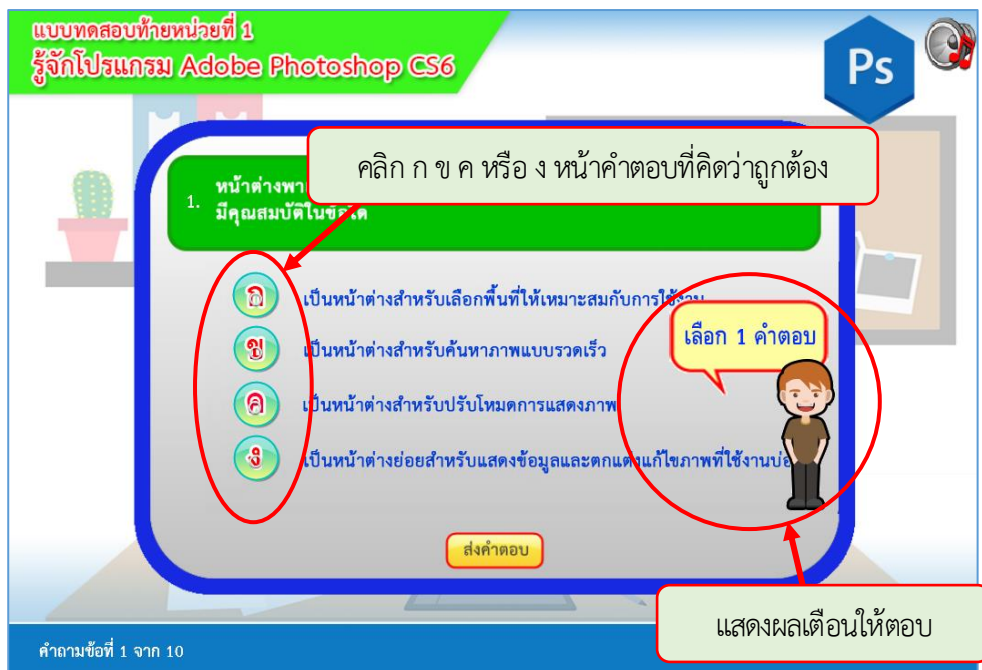 แบบทดสอบท้ายหน่วยที่ 1
รู้จักโปรแกรม Adobe Photoshop CS6
Ps
คลิก ก ข ค หรือ ง หน้าคำตอบที่คิดว่าถูกต้อง
1. หน้าต่างพา
มีคุณสมบัติในข้อใด
ก เป็นหน้าต่างสำหรับเลือกพื้นที่ให้เหมาะสมกับการใช้งาน
เลือก 1 คำตอบ
ข เป็นหน้าต่างสำหรับค้นหาภาพแบบรวดเร็ว
ค เป็นหน้าต่างสำหรับปรับโหมดการแสดงภาพ
ง เป็นหน้าต่างย่อยสำหรับแสดงข้อมูลและตกแต่งแก้ไขภาพที่ใช้งานบ่อ
ส่งคำตอบ
แสดงผลเตือนให้ตอบ
คำถามข้อที่ 1 จาก 10